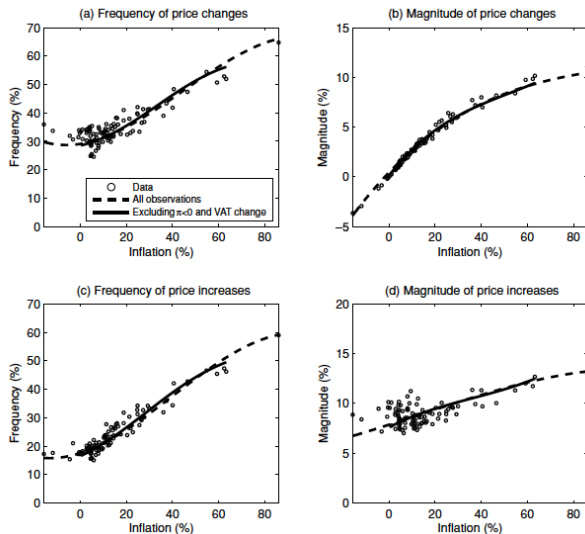 (a) Frequency of price changes
Frequency (%)
70
60
50
40
30
20
10
0
Data
All observations
Excluding π<0 and VAT change
0 20 40 60 80
Inflation (%)
(b) Magnitude of price changes
Magnitude (%)
15
10
5
0
−5
0 20 40 60 80
Inflation (%)
(c) Frequency of price increases
Frequency (%)
70
60
50
40
30
20
10
0
0 20 40 60 80
Inflation (%)
(d) Magnitude of price increases
Magnitude (%)
20
15
10
5
0
0 20 40 60 80
Inflation (%)